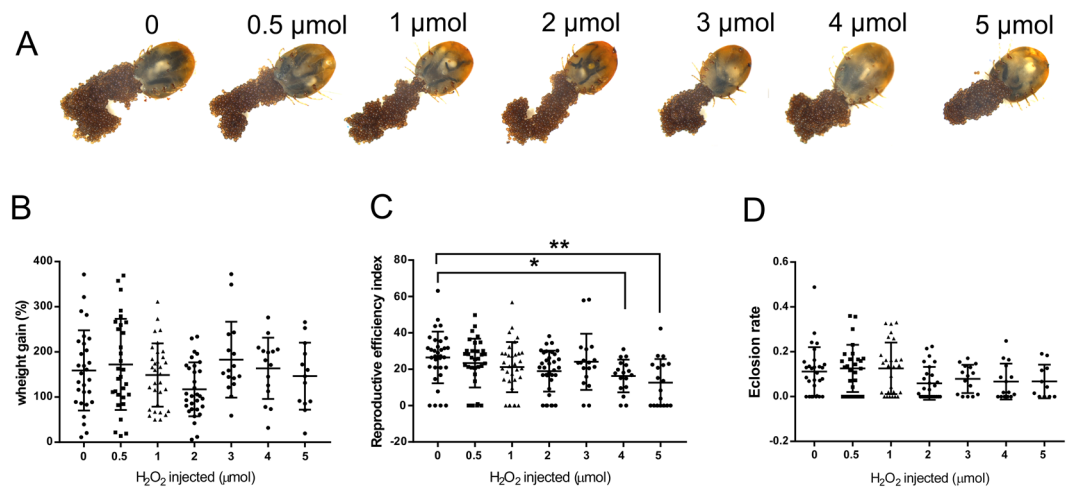 A
0 0.5 µmol 1 µmol 2 µmol 3 µmol 4 µmol 5 µmol
B
wheight gain (%)
400
300
200
100
0
0 0.5 1 2 3 4 5
H₂O₂ injected (µmol)
C
Reproductive efficiency index
80
60
40
20
0
-20
**
*
0 0.5 1 2 3 4 5
H₂O₂ injected (µmol)
D
Eclosion rate
0.6
0.4
0.2
0.0
-0.2
0 0.5 1 2 3 4 5
H₂O₂ injected (µmol)